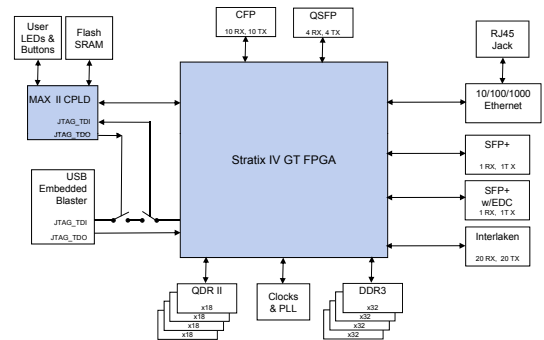 User
LEDs &
Buttons
Flash
SRAM
CFP
10 RX, 10 TX
QSFP
4 RX, 4 TX
RJ45
Jack
MAX II CPLD
JTAG_TDI
JTAG_TDO
10/100/1000
Ethernet
Stratix IV GT FPGA
SFP+
1 RX, 1T X
USB
Embedded
Blaster
JTAG_TDI
JTAG_TDO
SFP+
w/EDC
1 RX, 1T X
Interlaken
20 RX, 20 TX
QDR II
x18
x18
x18
x18
Clocks
& PLL
DDR3
x32
x32
x32
x32